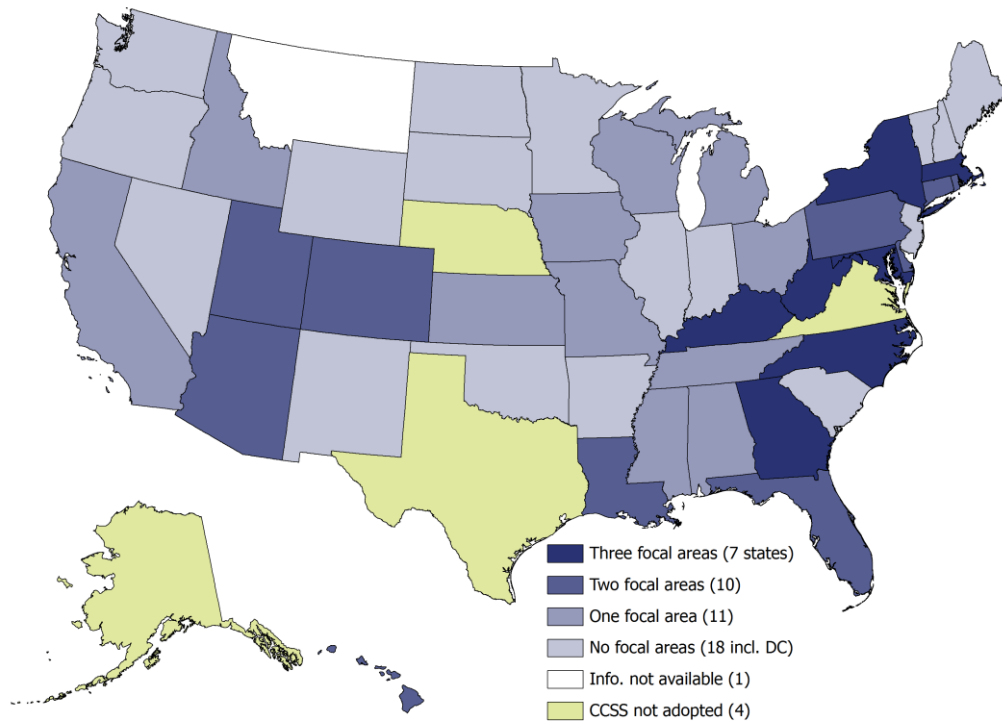 Three focal areas (7 states)
Two focal areas (10)
One focal area (11)
No focal areas (18 incl. DC)
Info. not available (1)
CCSS not adopted (4)